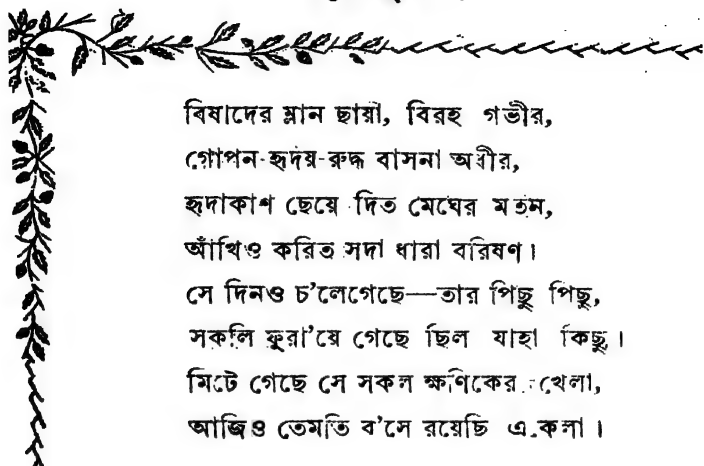 বিষাদের ম্লান ছায়া, বিরহ গভীর,
গোপন-হৃদয়-রুদ্ধ বাসনা অধীর,
হৃদাকাশ ছেয়ে দিত মেঘের মতন,
আঁখিও করিত সদা ধারা বরিষণ।
সে দিনও চ'লেগেছে—তার পিছু পিছু,
সকলি ফুরা'য়ে গেছে ছিল যাহা কিছু।
মিটে গেছে সে সকল ক্ষণিকের খেলা,
আজিও তেমতি ব'সে রয়েছি একলা।